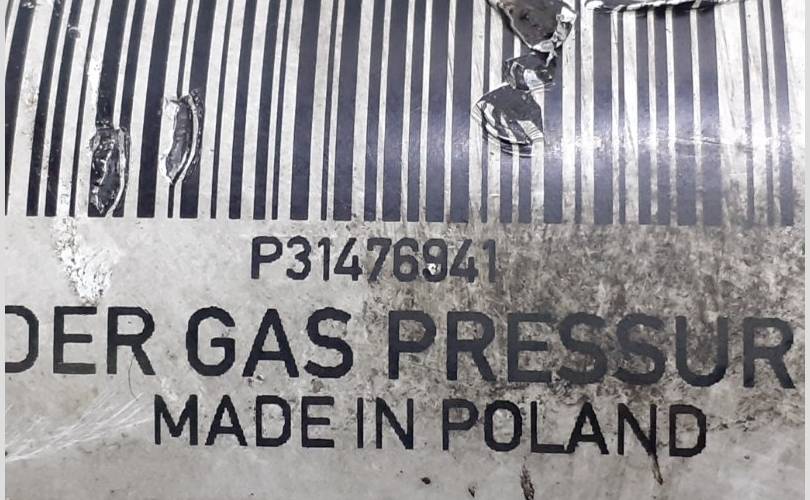 P31476941
DER GAS PRESSUR
MADE IN POLAND